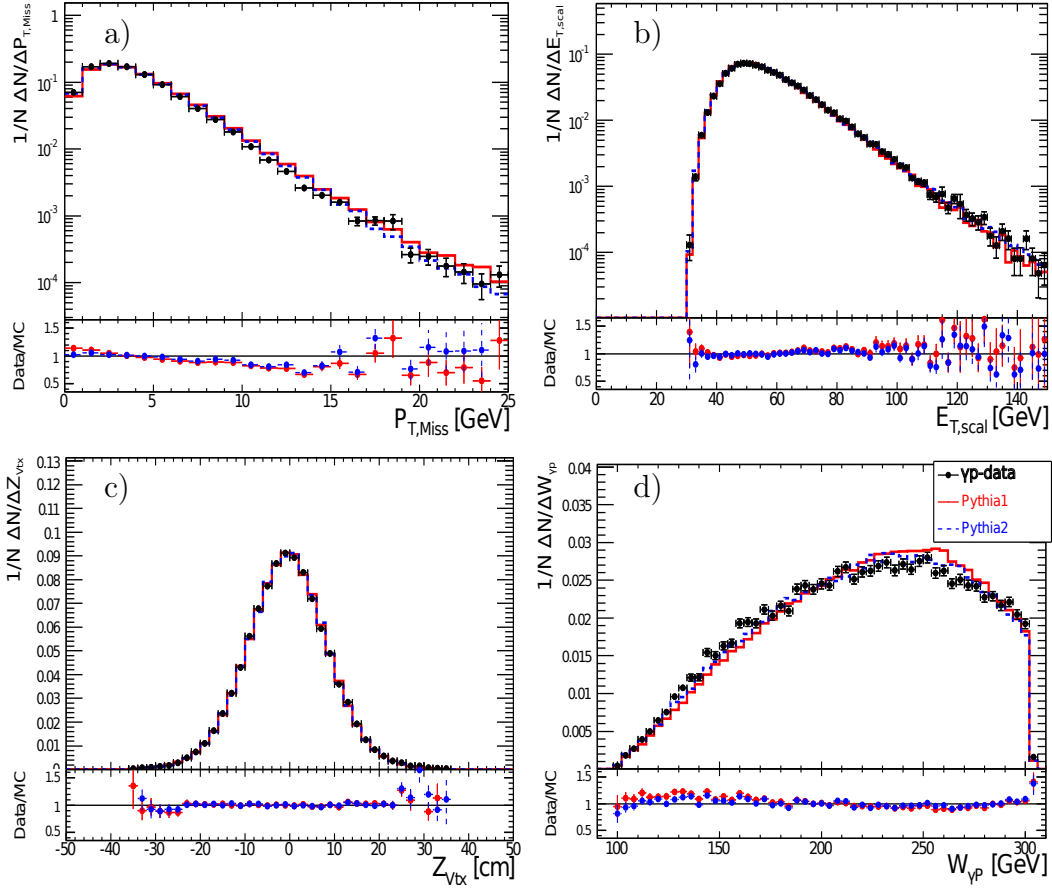 a)
1/N ΔN/ΔP_T,Miss
1
10^-1
10^-2
10^-3
10^-4
Data/MC
1.5
1.0
0.5
0 5 10 15 20 25
P_T,Miss [GeV]
b)
1/N ΔN/ΔE_T,scal
10^-1
10^-2
10^-3
10^-4
Data/MC
1.5
1
0.5
0 20 40 60 80 100 120 140
E_T,scal [GeV]
c)
1/N ΔN/ΔZ_Vtx
0.13
0.12
0.11
0.1
0.09
0.08
0.07
0.06
0.05
0.04
0.03
0.02
0.01
0
Data/MC
1.5
1.0
0.5
-50 -40 -30 -20 -10 0 10 20 30 40 50
Z_Vtx [cm]
d)
1/N ΔN/ΔW_γp
γp-data
Pythia1
Pythia2
0.04
0.035
0.03
0.025
0.02
0.015
0.01
0.005
0
Data/MC
1.5
1
0.5
100 150 200 250 300
W_γP [GeV]